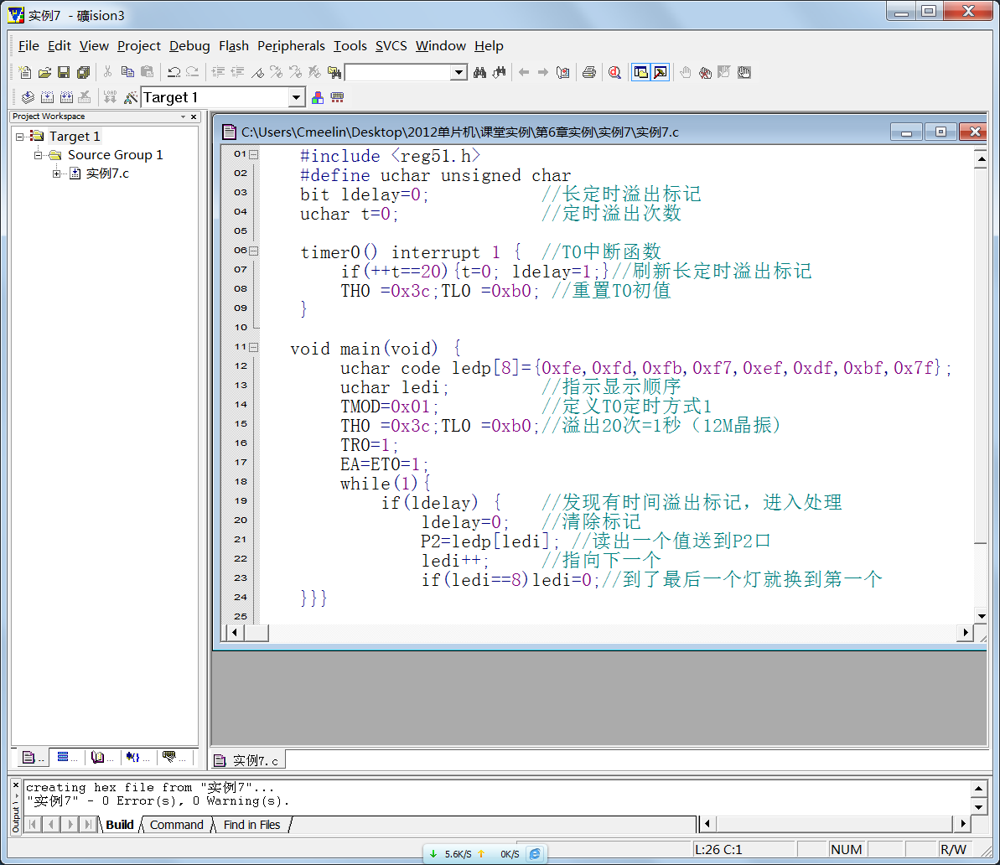 实例7 - 礦ision3
File Edit View Project Debug Flash Peripherals Tools SVCS Window Help
LOAD Target 1
Project Workspace
Target 1
Source Group 1
实例7.c
C:\Users\Cmeelin\Desktop\2012单片机\课堂实例\第6章实例\实例7\实例7.c
01 #include <reg51.h>
02 #define uchar unsigned char
03 bit ldelay=0; //长定时溢出标记
04 uchar t=0; //定时溢出次数
05
06 timer0() interrupt 1 { //T0中断函数
07 if(++t==20){t=0; ldelay=1;}//刷新长定时溢出标记
08 TH0 =0x3c;TL0 =0xb0; //重置T0初值
09 }
10
11 void main(void) {
12 uchar code ledp[8]={0xfe,0xfd,0xfb,0xf7,0xef,0xdf,0xbf,0x7f};
13 uchar ledi; //指示显示顺序
14 TMOD=0x01; //定义T0定时方式1
15 TH0 =0x3c;TL0 =0xb0;//溢出20次=1秒（12M晶振）
16 TR0=1;
17 EA=ET0=1;
18 while(1){
19 if(ldelay) { //发现有时间溢出标记，进入处理
20 ldelay=0; //清除标记
21 P2=ledp[ledi]; //读出一个值送到P2口
22 ledi++; //指向下一个
23 if(ledi==8)ledi=0;//到了最后一个灯就换到第一个
24 }}}
25
实例7.c
Output
creating hex file from "实例7"...
"实例7" - 0 Error(s), 0 Warning(s).
Build Command Find in Files
5.6K/S 0K/S
L:26 C:1 NUM R/W